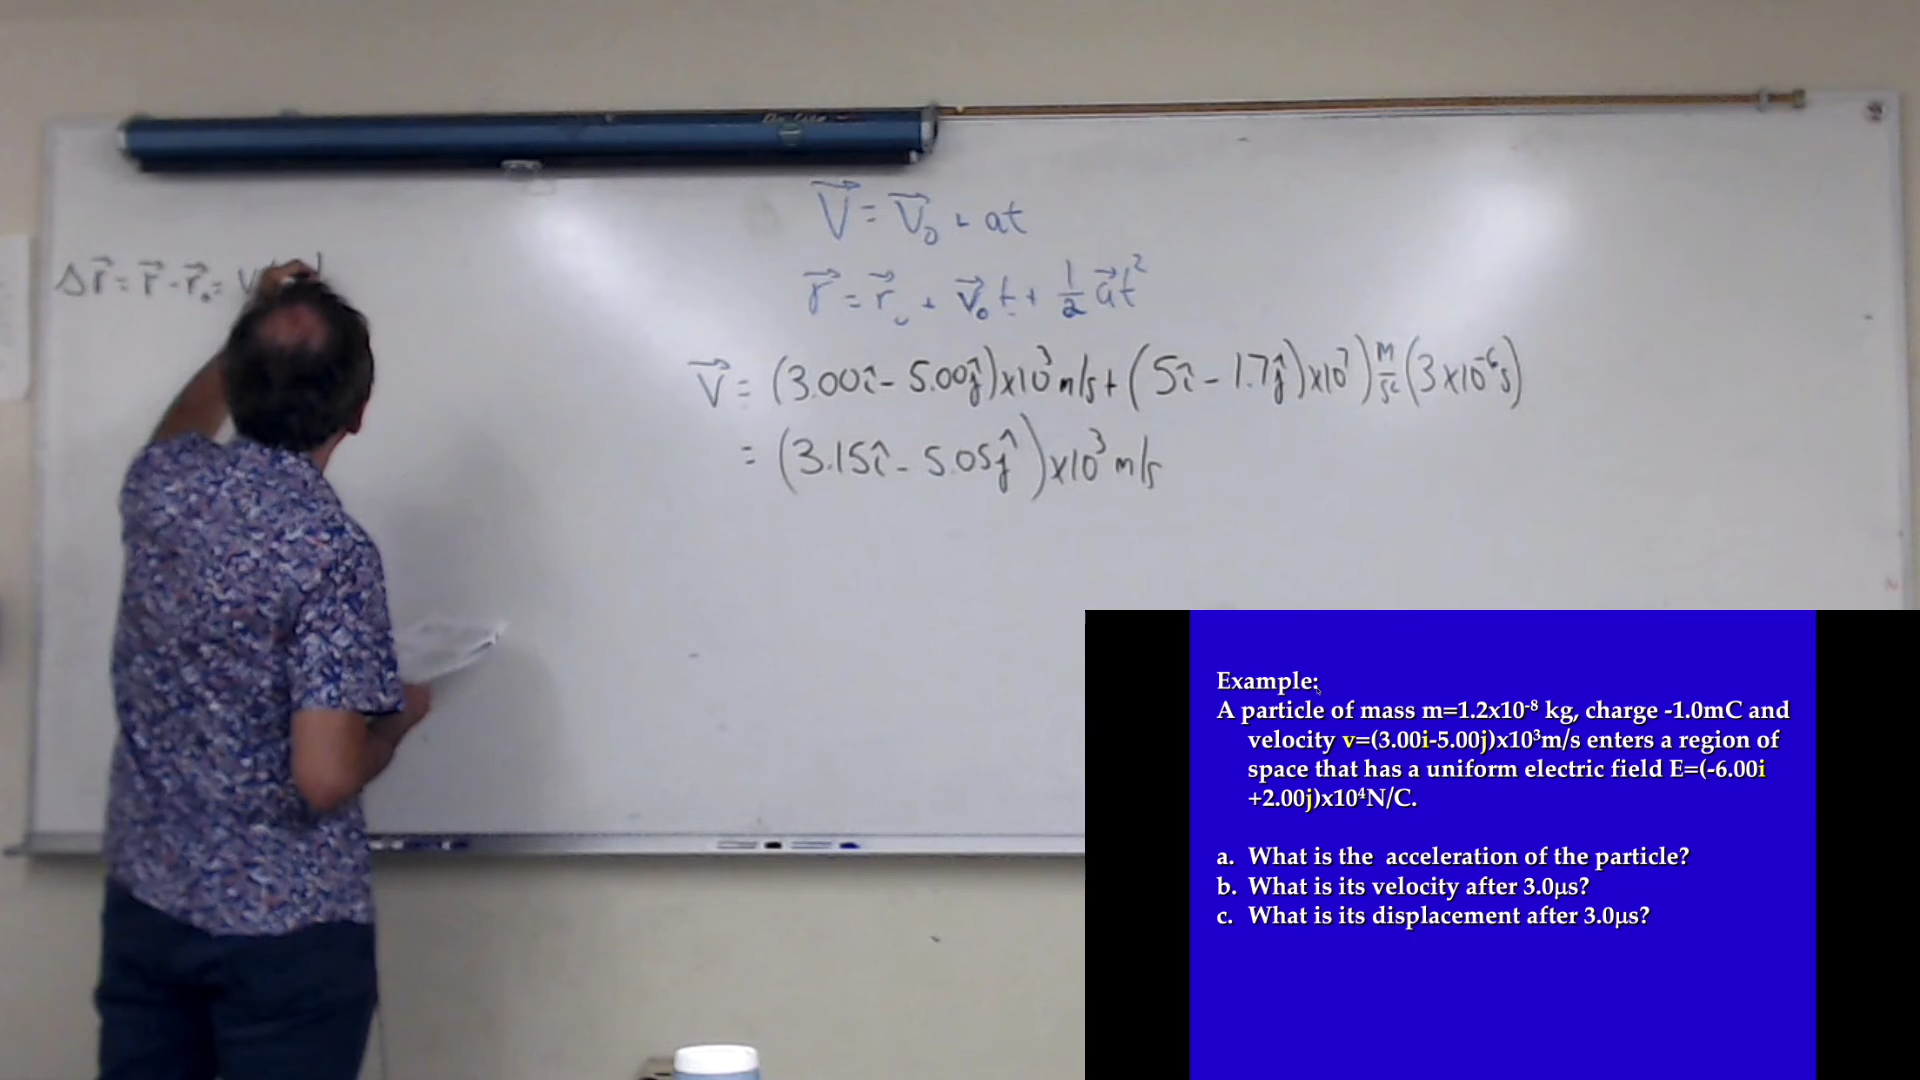 V⃗ = V⃗₀ + at
r⃗ = r⃗₀ + v⃗₀t + ½a⃗t²
Δr⃗ = r⃗ - r⃗₀ = V
V⃗ = (3.00î - 5.00ĵ)x10³ m/s + (5î - 1.7ĵ)x10⁷) m/s² (3x10⁻⁶s)
= (3.15î - 5.05ĵ)x10³ m/s
Example:
A particle of mass m=1.2x10⁻⁸ kg, charge -1.0mC and
velocity v=(3.00i-5.00j)x10³m/s enters a region of
space that has a uniform electric field E=(-6.00i
+2.00j)x10⁴N/C.
a. What is the acceleration of the particle?
b. What is its velocity after 3.0µs?
c. What is its displacement after 3.0µs?